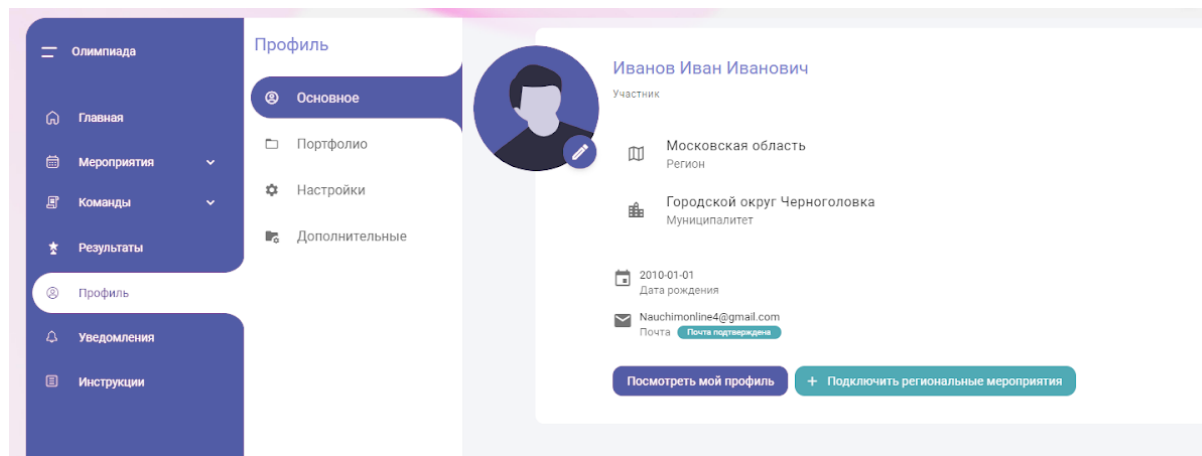 Олимпиада
Главная
Мероприятия
Команды
Результаты
Профиль
Уведомления
Инструкции
Профиль
Основное
Портфолио
Настройки
Дополнительные
Иванов Иван Иванович
Участник
Московская область
Регион
Городской округ Черноголовка
Муниципалитет
2010-01-01
Дата рождения
Nauchimonline4@gmail.com
Почта Почта подтверждена
Посмотреть мой профиль + Подключить региональные мероприятия